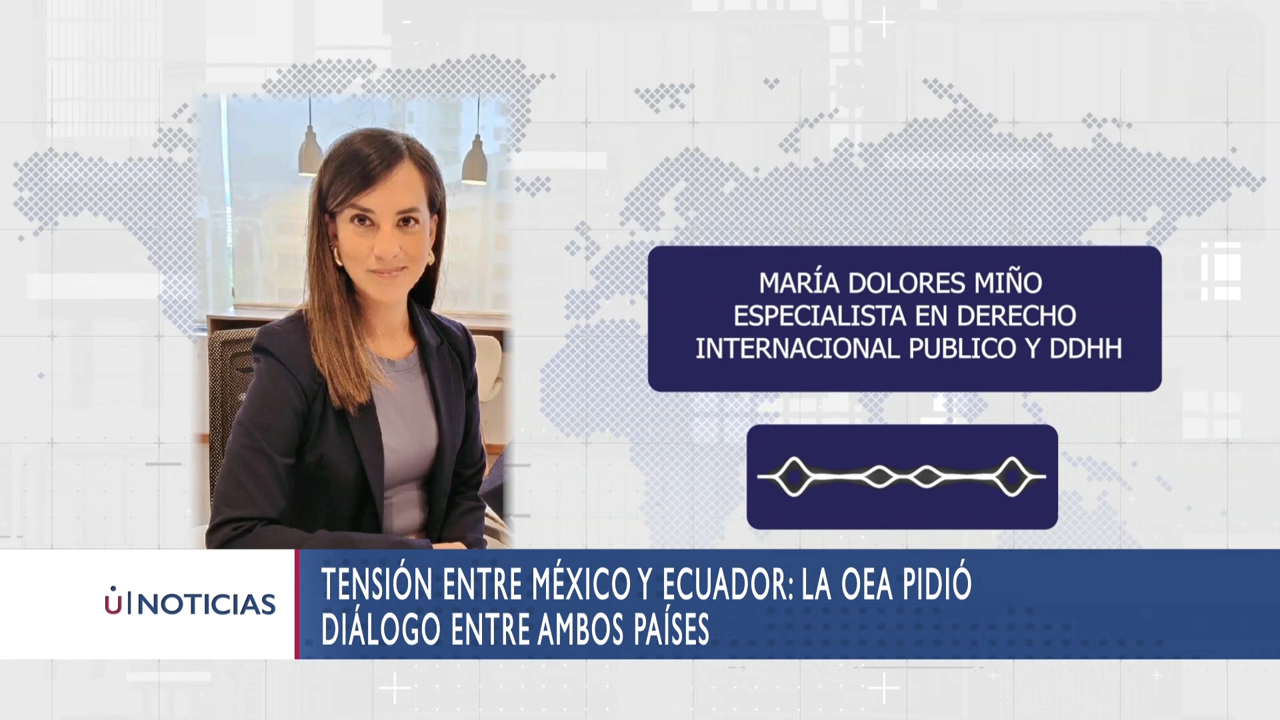 MARÍA DOLORES MIÑO
ESPECIALISTA EN DERECHO
INTERNACIONAL PUBLICO Y DDHH
U|NOTICIAS
TENSIÓN ENTRE MÉXICO Y ECUADOR: LA OEA PIDIÓ
DIÁLOGO ENTRE AMBOS PAÍSES